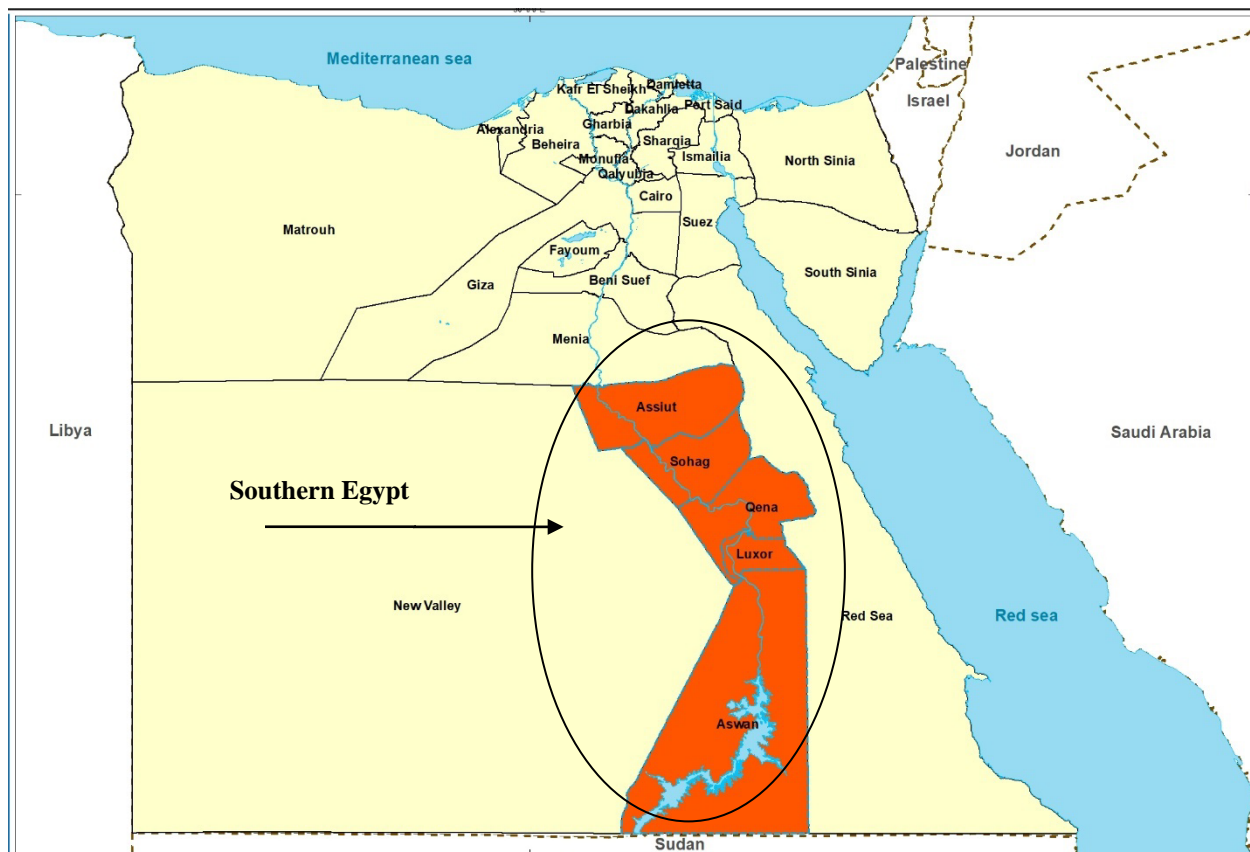 Mediterranean sea
Palestine
Israel
Jordan
Damietta
Kafr El Sheikh
Dakahlia
Port Said
Alexandria
Gharbia
Beheira
Sharqia
Monufia
Ismailia
Qalyubia
North Sinia
Cairo
Suez
Matrouh
Fayoum
South Sinia
Giza
Beni Suef
Menia
Assiut
Libya
Saudi Arabia
Sohag
Southern Egypt
Qena
Luxor
New Valley
Red Sea
Red sea
Aswan
Sudan